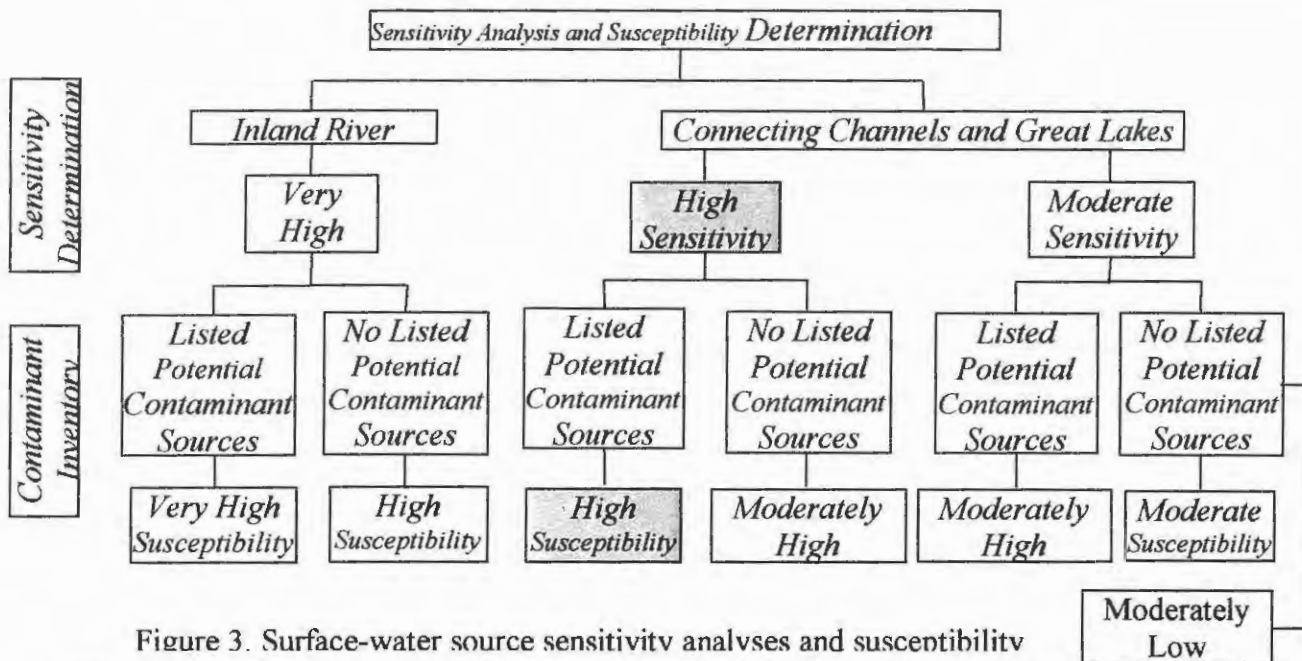 Sensitivity Analysis and Susceptibility Determination
Sensitivity
Determination
Inland River
Connecting Channels and Great Lakes
Very
High
High
Sensitivity
Moderate
Sensitivity
Contaminant
Inventory
Listed
Potential
Contaminant
Sources
No Listed
Potential
Contaminant
Sources
Listed
Potential
Contaminant
Sources
No Listed
Potential
Contaminant
Sources
Listed
Potential
Contaminant
Sources
No Listed
Potential
Contaminant
Sources
Very High
Susceptibility
High
Susceptibility
High
Susceptibility
Moderately
High
Moderately
High
Moderate
Susceptibility
Moderately
Low
Figure 3. Surface-water source sensitivity analyses and susceptibility